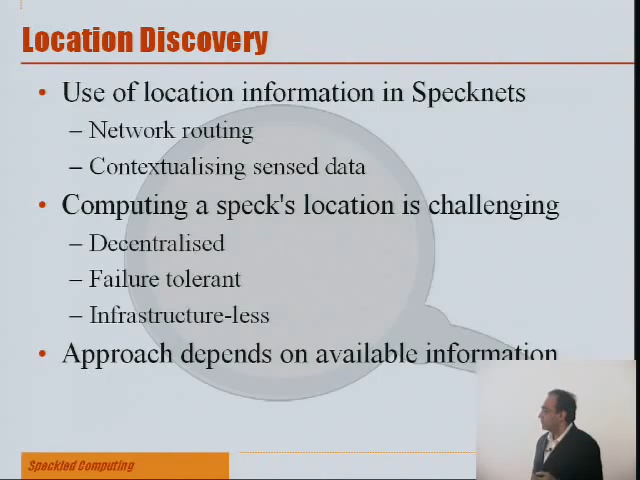 Location Discovery
• Use of location information in Specknets
– Network routing
– Contextualising sensed data
• Computing a speck's location is challenging
– Decentralised
– Failure tolerant
– Infrastructure-less
• Approach depends on available information
Speckled Computing